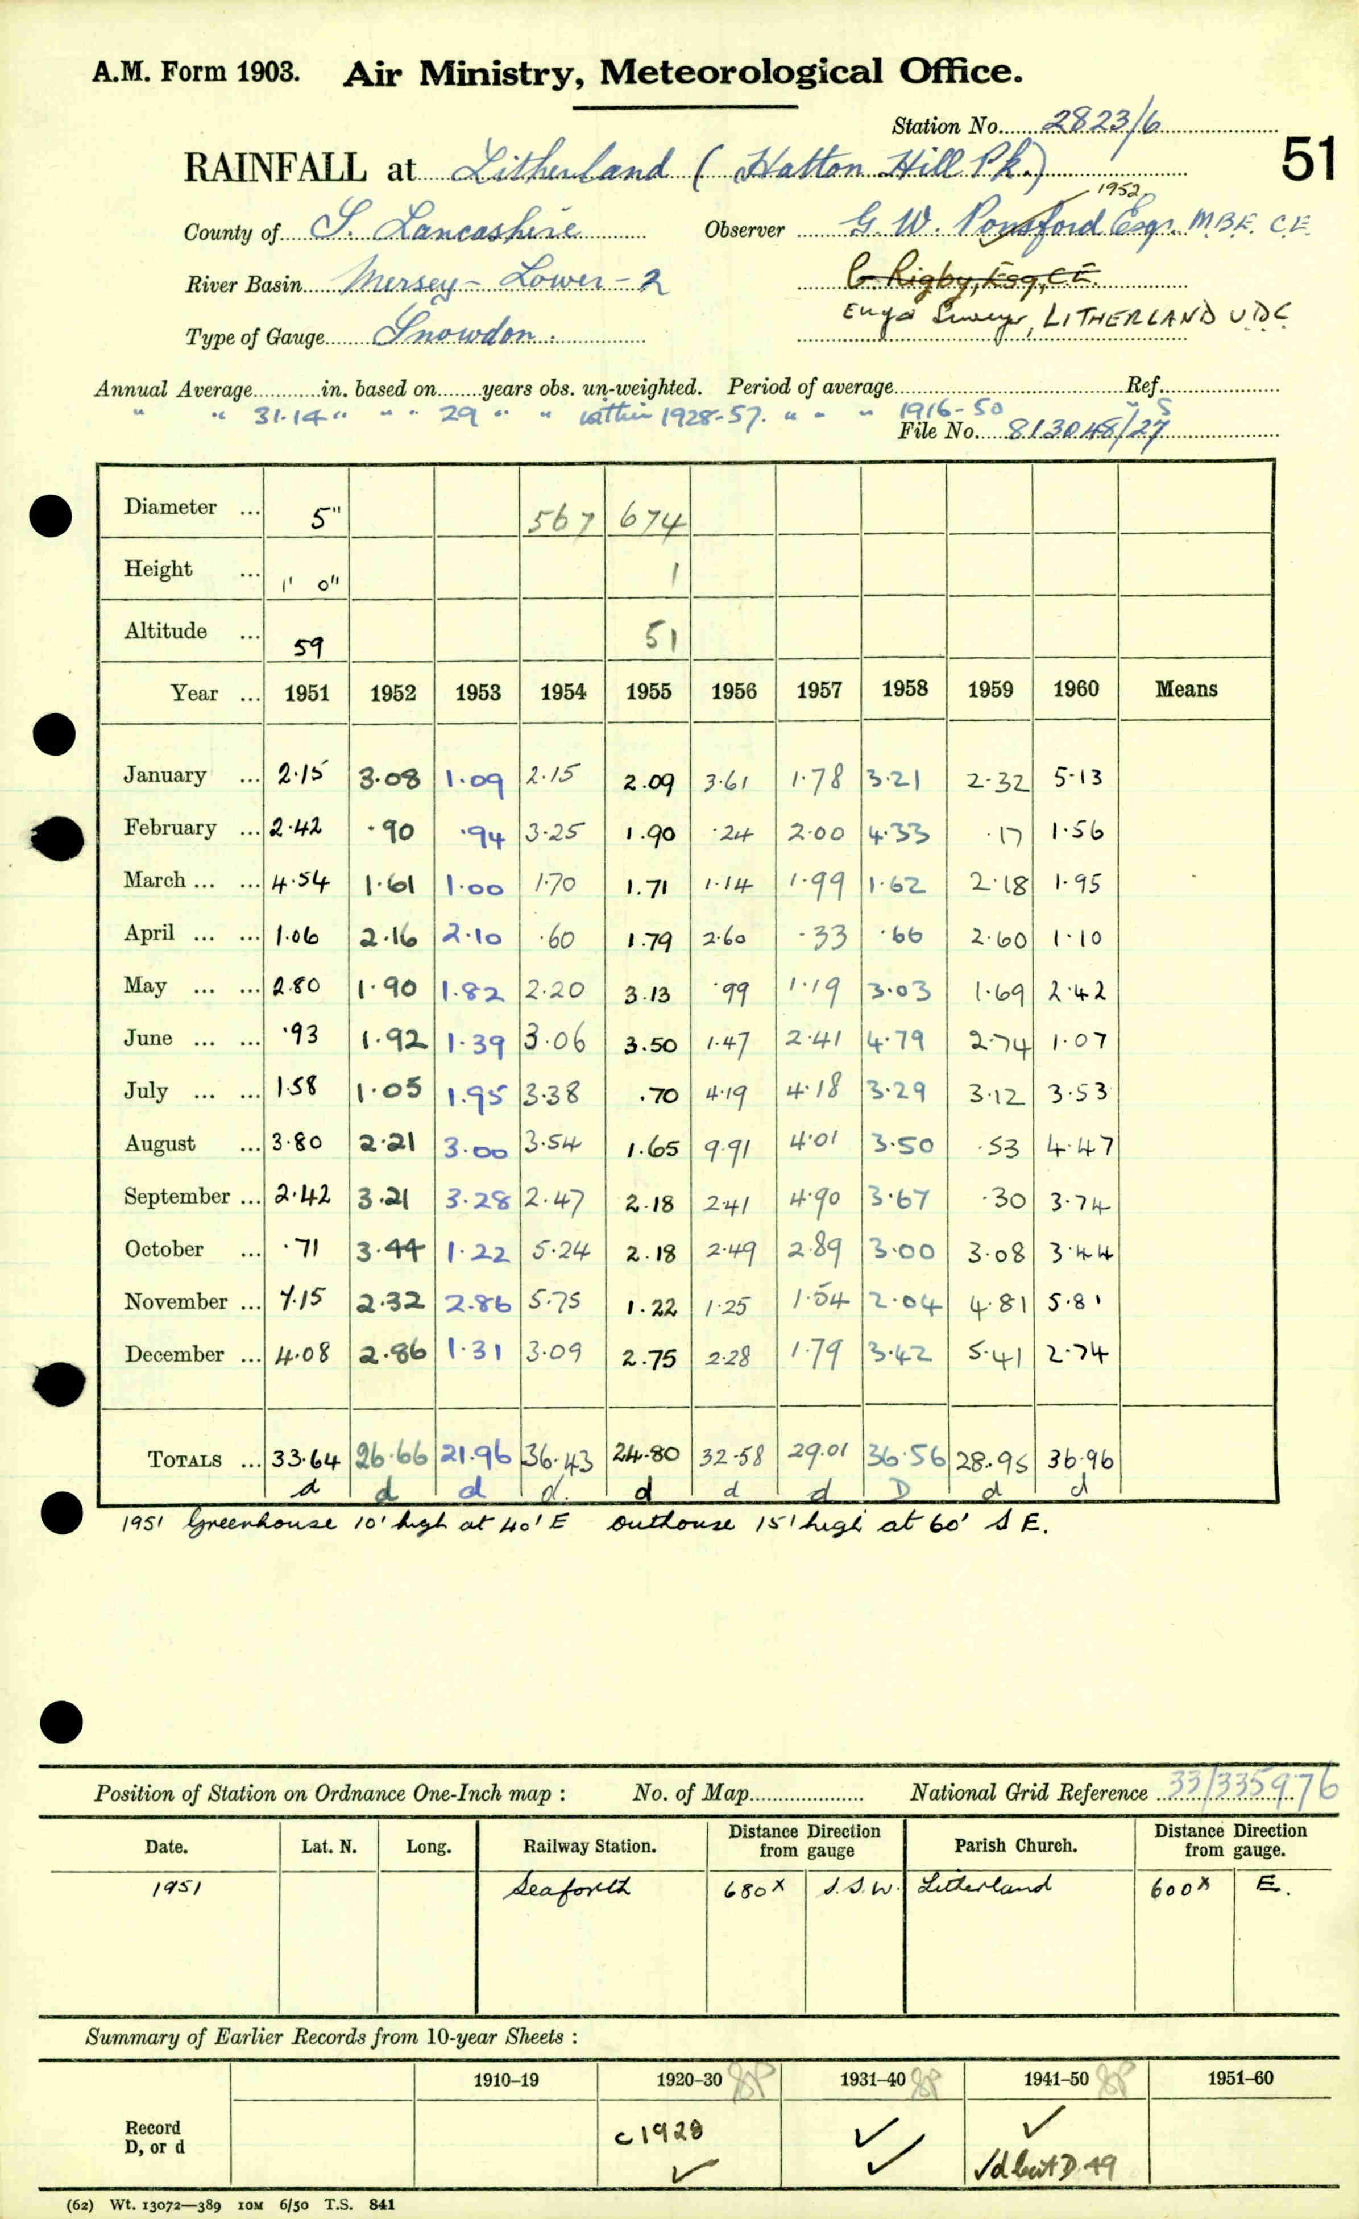 A.M. Form 1903. Air Ministry, Meteorological Office.
Station No. 2823/6
RAINFALL at Litherland (Hatton Hill Pk.) 51
1952
County of S. Lancashire Observer G. W. Ponsford Esqr. M.B.E. C.E.
River Basin Mersey - Lower - 2 C Rigby, Esq, C.E.
Type of Gauge Snowdon. Engr Surveyr, LITHERLAND UDC
Annual Average in. based on years obs. un-weighted. Period of average Ref.
" " 31.14 " " " 29 " " within 1928-57. " " " 1916-50 " S
File No. 813048/27
Diameter ... 5" 567 674
Height ... 1' 0" 1
Altitude ... 59 51
Year ... 1951 1952 1953 1954 1955 1956 1957 1958 1959 1960 Means
January ... 2.15 3.08 1.09 2.15 2.09 3.61 1.78 3.21 2.32 5.13
February ... 2.42 .90 .94 3.25 1.90 .24 2.00 4.33 .17 1.56
March ... ... 4.54 1.61 1.00 1.70 1.71 1.14 1.99 1.62 2.18 1.95
April ... ... 1.06 2.16 2.10 .60 1.79 2.60 .33 .66 2.60 1.10
May ... ... 2.80 1.90 1.82 2.20 3.13 .99 1.19 3.03 1.69 2.42
June ... ... .93 1.92 1.39 3.06 3.50 1.47 2.41 4.79 2.74 1.07
July ... ... 1.58 1.05 1.95 3.38 .70 4.19 4.18 3.29 3.12 3.53
August ... 3.80 2.21 3.00 3.54 1.65 9.91 4.01 3.50 .53 4.47
September ... 2.42 3.21 3.28 2.47 2.18 2.41 4.90 3.67 .30 3.74
October ... .71 3.44 1.22 5.24 2.18 2.49 2.89 3.00 3.08 3.44
November ... 7.15 2.32 2.86 5.75 1.22 1.25 1.54 2.04 4.81 5.81
December ... 4.08 2.86 1.31 3.09 2.75 2.28 1.79 3.42 5.41 2.74
TOTALS ... 33.64 26.66 21.96 36.43 24.80 32.58 29.01 36.56 28.95 36.96
d d d d. d d d D d d
1951 Greenhouse 10' high at 40' E outhouse 15' high at 60' S E.
Position of Station on Ordnance One-Inch map : No. of Map National Grid Reference 33/335976
Date. Lat. N. Long. Railway Station. Distance from gauge Direction Parish Church. Distance from gauge. Direction
1951 Seaforth 680x S.S.W. Litherland 600x E.
Summary of Earlier Records from 10-year Sheets :
1910–19 1920–30 1931–40 1941–50 1951–60
Record D, or d c1928 ✓ ✓ ✓ ✓ ✓d but D 49
(62) Wt. 13072—389 10M 6/50 T.S. 841